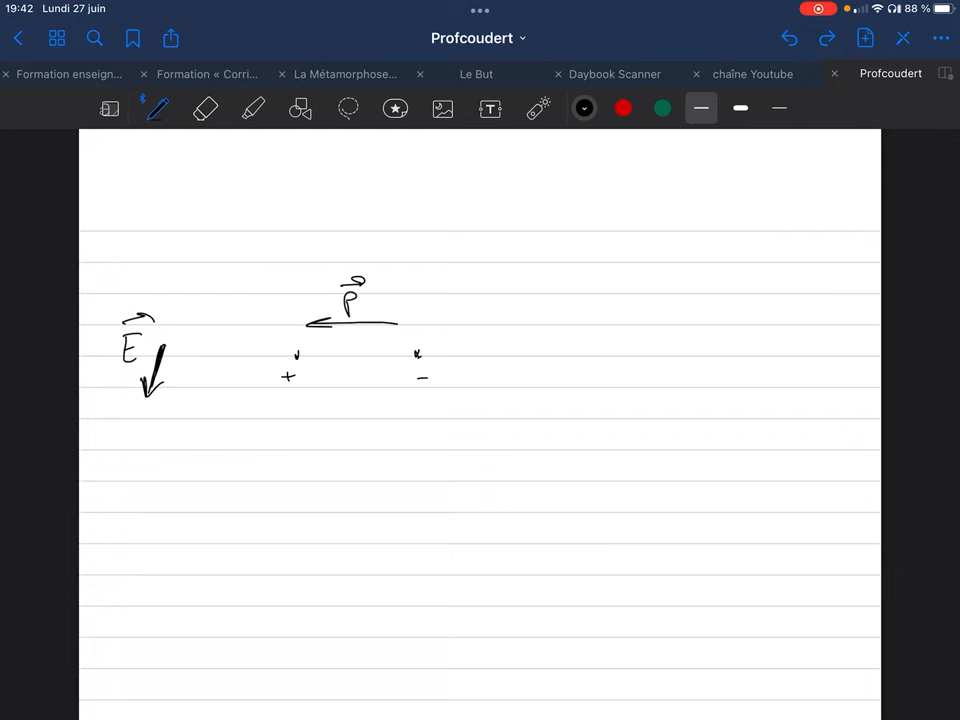 19:42 Lundi 27 juin 88 %
Profcoudert
Formation enseign... Formation « Corri... La Métamorphose... Le But Daybook Scanner chaîne Youtube Profcoudert
T
P
E
+ −